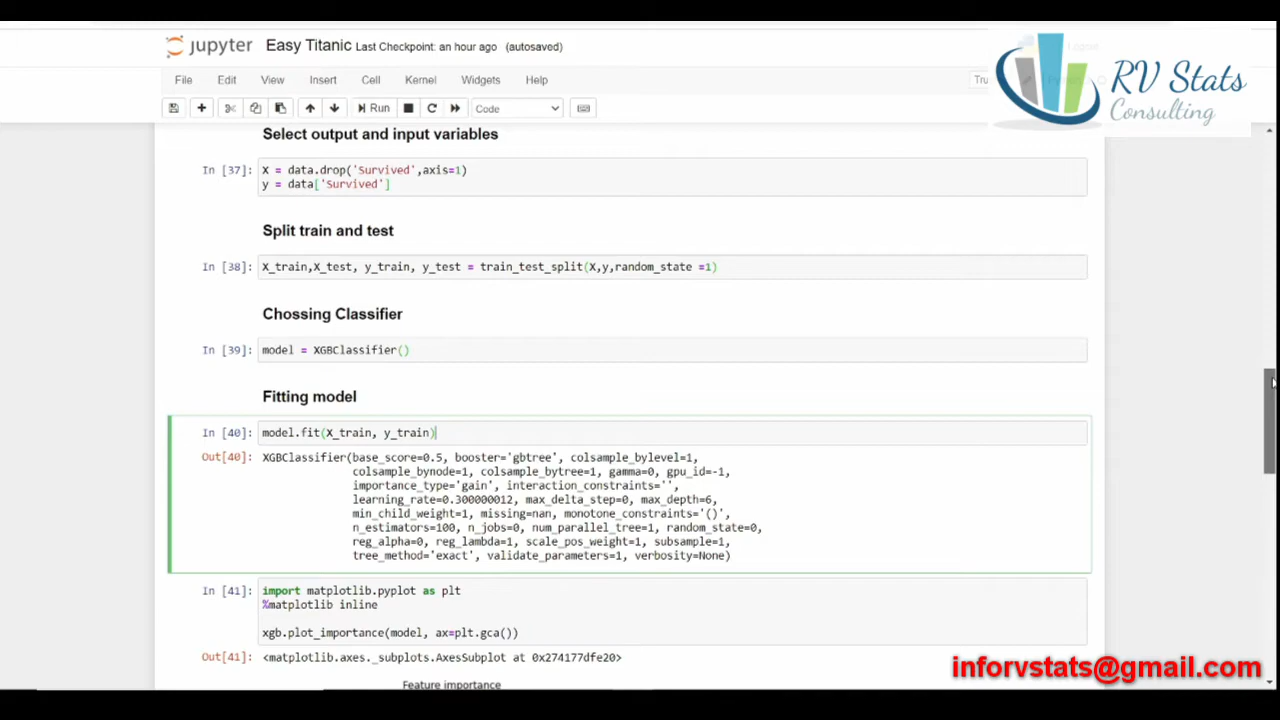 jupyter Easy Titanic Last Checkpoint: an hour ago (autosaved)
File Edit View Insert Cell Kernel Widgets Help
Run Code
RV Stats
Consulting
Select output and input variables
In [37]: X = data.drop('Survived',axis=1)
y = data['Survived']
Split train and test
In [38]: X_train,X_test, y_train, y_test = train_test_split(X,y,random_state =1)
Chossing Classifier
In [39]: model = XGBClassifier()
Fitting model
In [40]: model.fit(X_train, y_train)
Out[40]: XGBClassifier(base_score=0.5, booster='gbtree', colsample_bylevel=1,
colsample_bynode=1, colsample_bytree=1, gamma=0, gpu_id=-1,
importance_type='gain', interaction_constraints='',
learning_rate=0.300000012, max_delta_step=0, max_depth=6,
min_child_weight=1, missing=nan, monotone_constraints='()',
n_estimators=100, n_jobs=0, num_parallel_tree=1, random_state=0,
reg_alpha=0, reg_lambda=1, scale_pos_weight=1, subsample=1,
tree_method='exact', validate_parameters=1, verbosity=None)
In [41]: import matplotlib.pyplot as plt
%matplotlib inline
xgb.plot_importance(model, ax=plt.gca())
Out[41]: <matplotlib.axes._subplots.AxesSubplot at 0x274177dfe20>
Feature importance
inforvstats@gmail.com